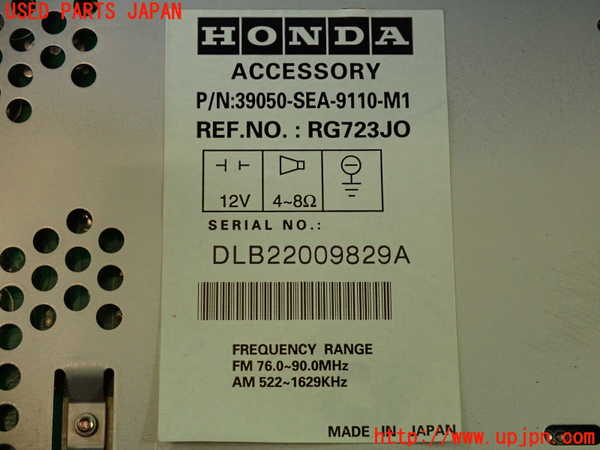 USED PARTS JAPAN
HONDA
ACCESSORY
P/N:39050-SEA-9110-M1
REF.NO. : RG723JO
12V 4~8Ω
SERIAL NO.:
DLB22009829A
FREQUENCY RANGE
FM 76.0~90.0MHz
AM 522~1629KHz
MADE IN JAPAN
http://www.upjpn.com/